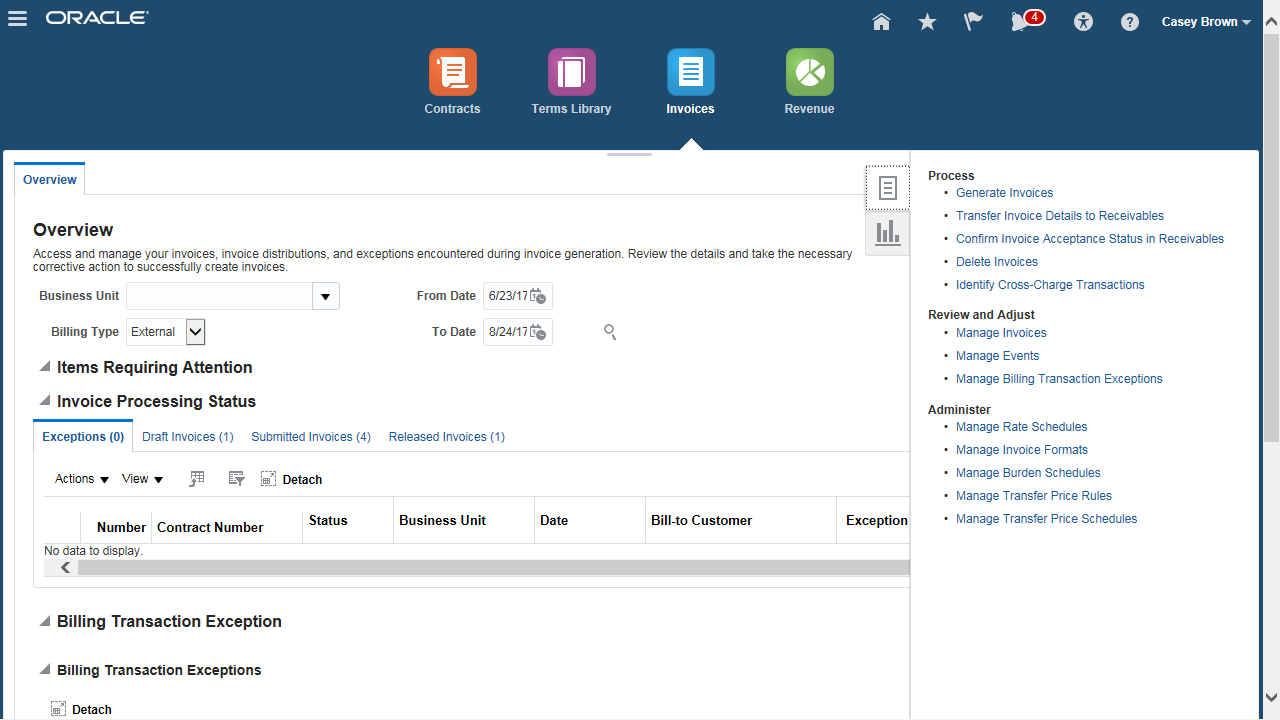 ORACLE®
4
Casey Brown
Contracts
Terms Library
Invoices
Revenue
Overview
Overview
Access and manage your invoices, invoice distributions, and exceptions encountered during invoice generation. Review the details and take the necessary
corrective action to successfully create invoices.
Business Unit
From Date 6/23/17
Billing Type External
To Date 8/24/17
Items Requiring Attention
Invoice Processing Status
Exceptions (0) Draft Invoices (1) Submitted Invoices (4) Released Invoices (1)
Actions View Detach
Number Contract Number Status Business Unit Date Bill-to Customer Exception
No data to display.
Billing Transaction Exception
Billing Transaction Exceptions
Detach
Process
• Generate Invoices
• Transfer Invoice Details to Receivables
• Confirm Invoice Acceptance Status in Receivables
• Delete Invoices
• Identify Cross-Charge Transactions
Review and Adjust
• Manage Invoices
• Manage Events
• Manage Billing Transaction Exceptions
Administer
• Manage Rate Schedules
• Manage Invoice Formats
• Manage Burden Schedules
• Manage Transfer Price Rules
• Manage Transfer Price Schedules